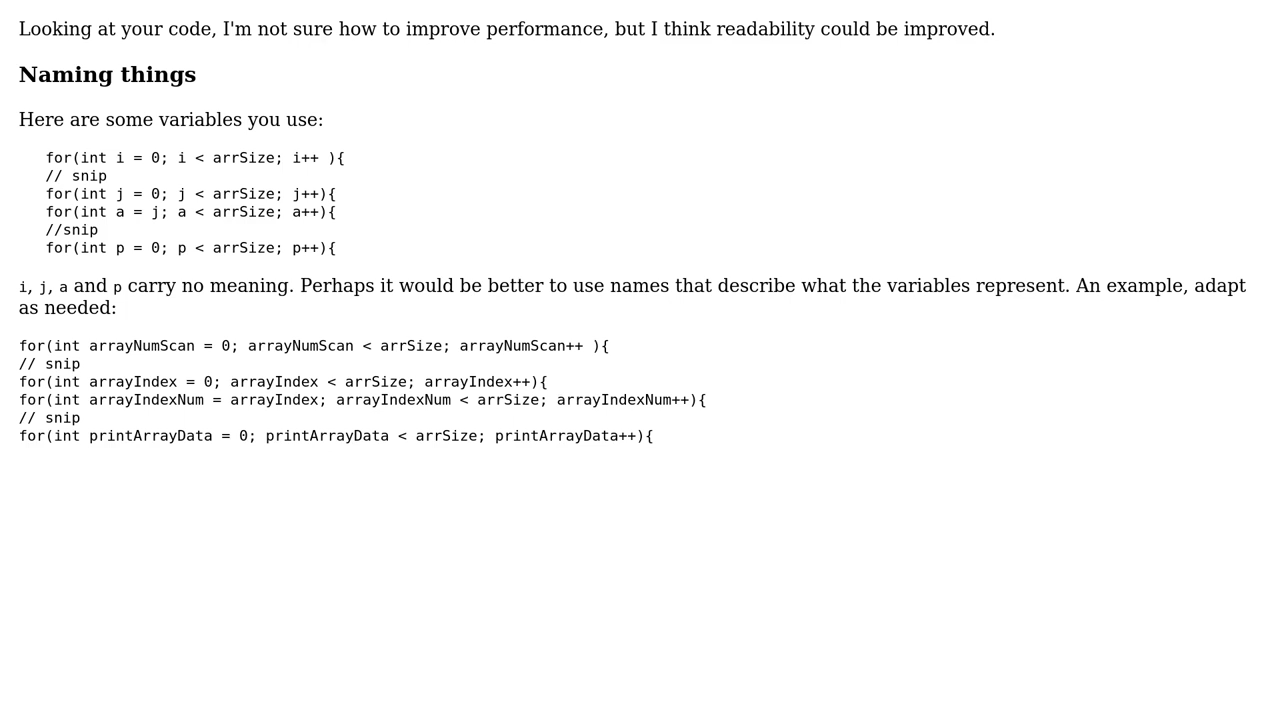 Looking at your code, I'm not sure how to improve performance, but I think readability could be improved.
Naming things
Here are some variables you use:
for(int i = 0; i < arrSize; i++ ){
// snip
for(int j = 0; j < arrSize; j++){
for(int a = j; a < arrSize; a++){
//snip
for(int p = 0; p < arrSize; p++){
i, j, a and p carry no meaning. Perhaps it would be better to use names that describe what the variables represent. An example, adapt
as needed:
for(int arrayNumScan = 0; arrayNumScan < arrSize; arrayNumScan++ ){
// snip
for(int arrayIndex = 0; arrayIndex < arrSize; arrayIndex++){
for(int arrayIndexNum = arrayIndex; arrayIndexNum < arrSize; arrayIndexNum++){
// snip
for(int printArrayData = 0; printArrayData < arrSize; printArrayData++){